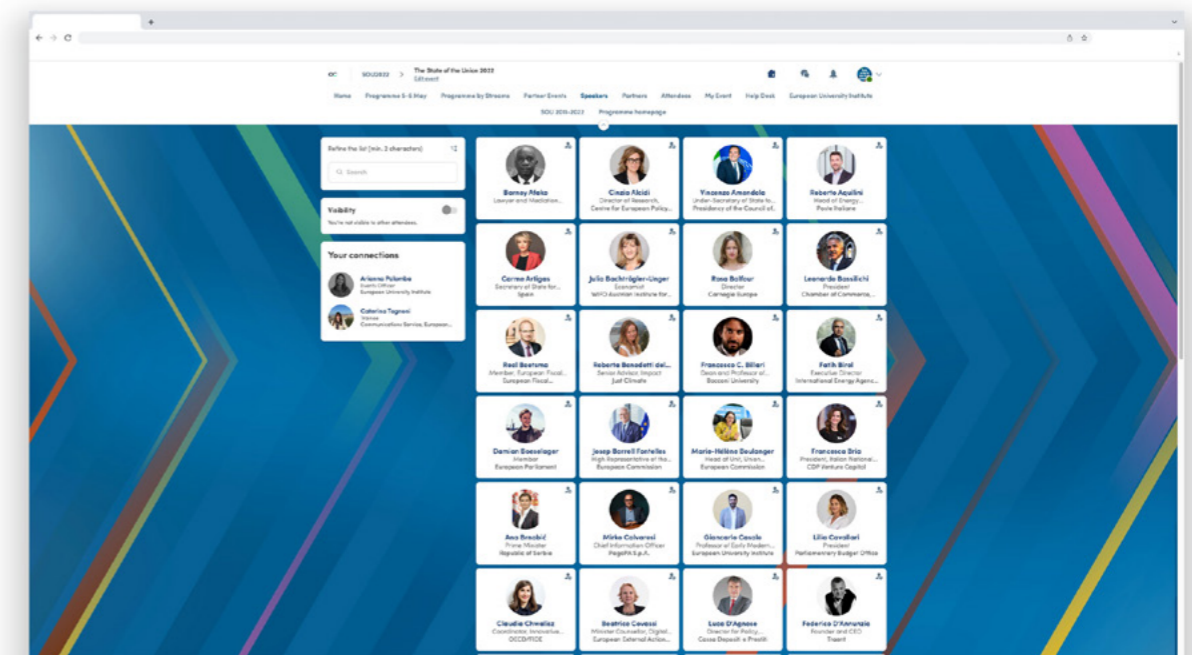 SOU2022 > The State of the Union 2022
Edit event
Home Programme 5-6 May Programme by Streams Partner Events Speakers Partners Attendees My Event Help Desk European University Institute
SOU 2011-2022 Programme homepage
Refine the list (min. 2 characters)
Search
Visibility
You're not visible to other attendees.
Your connections
Arianna Palomba
Events Officer
European University Institute
Caterina Tagnani
Trainee
Communications Service, European...
Barney Afako
Lawyer and Mediation...
Cinzia Alcidi
Director of Research,
Centre for European Policy...
Vincenzo Amendola
Under-Secretary of State to...
Presidency of the Council of...
Roberto Aquilini
Head of Energy...
Poste Italiane
Carme Artigas
Secretary of State for...
Spain
Julia Bachtrögler-Unger
Economist
WIFO Austrian Institute for...
Rosa Balfour
Director
Carnegie Europe
Leonardo Bassilichi
President
Chamber of Commerce,...
Roel Beetsma
Member, European Fiscal...
European Fiscal...
Roberta Benedetti del...
Senior Advisor, Impact
Just Climate
Francesco C. Billari
Dean and Professor of...
Bocconi University
Fatih Birol
Executive Director
International Energy Agenc...
Damian Boeselager
Member
European Parliament
Josep Borrell Fontelles
High Representative of the...
European Commission
Marie-Hélène Boulanger
Head of Unit, Union...
European Commission
Francesca Bria
President, Italian National...
CDP Venture Capital
Ana Brnabić
Prime Minister
Republic of Serbia
Mirko Calvaresi
Chief Information Officer
PagoPA S.p.A.
Giancarlo Casale
Professor of Early Modern...
European University Institute
Lilia Cavallari
President
Parliamentary Budget Office
Claudia Chwalisz
Coordinator, Innovative...
OECD/FIDE
Beatrice Covassi
Minister Counsellor, Digital...
European External Action...
Luca D'Agnese
Director for Policy...
Cassa Depositi e Prestiti
Federico D'Annunzio
Founder and CEO